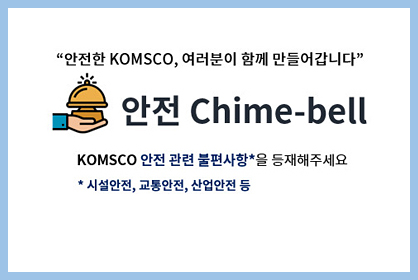 “안전한 KOMSCO, 여러분이 함께 만들어갑니다”
안전 Chime-bell
KOMSCO 안전 관련 불편사항*을 등재해주세요
* 시설안전, 교통안전, 산업안전 등